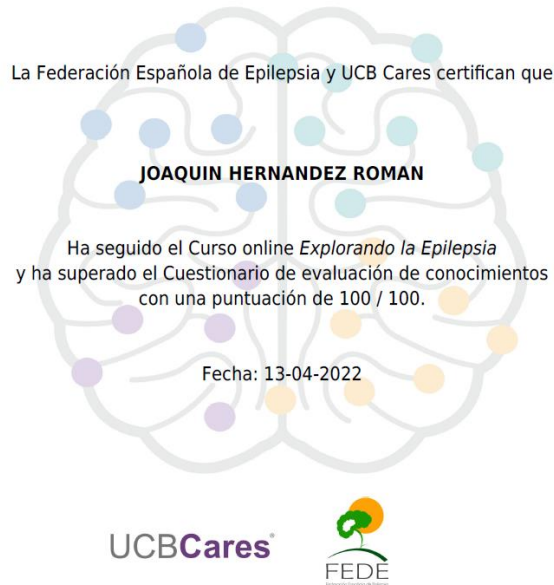 La Federación Española de Epilepsia y UCB Cares certifican que
JOAQUIN HERNANDEZ ROMAN
Ha seguido el Curso online Explorando la Epilepsia
y ha superado el Cuestionario de evaluación de conocimientos
con una puntuación de 100 / 100.
Fecha: 13-04-2022
UCBCares
FEDE